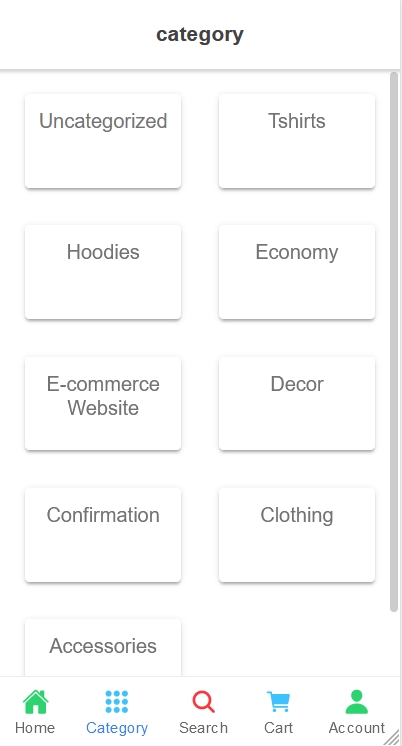 category
Uncategorized
Tshirts
Hoodies
Economy
E-commerce
Website
Decor
Confirmation
Clothing
Accessories
Home
Category
Search
Cart
Account